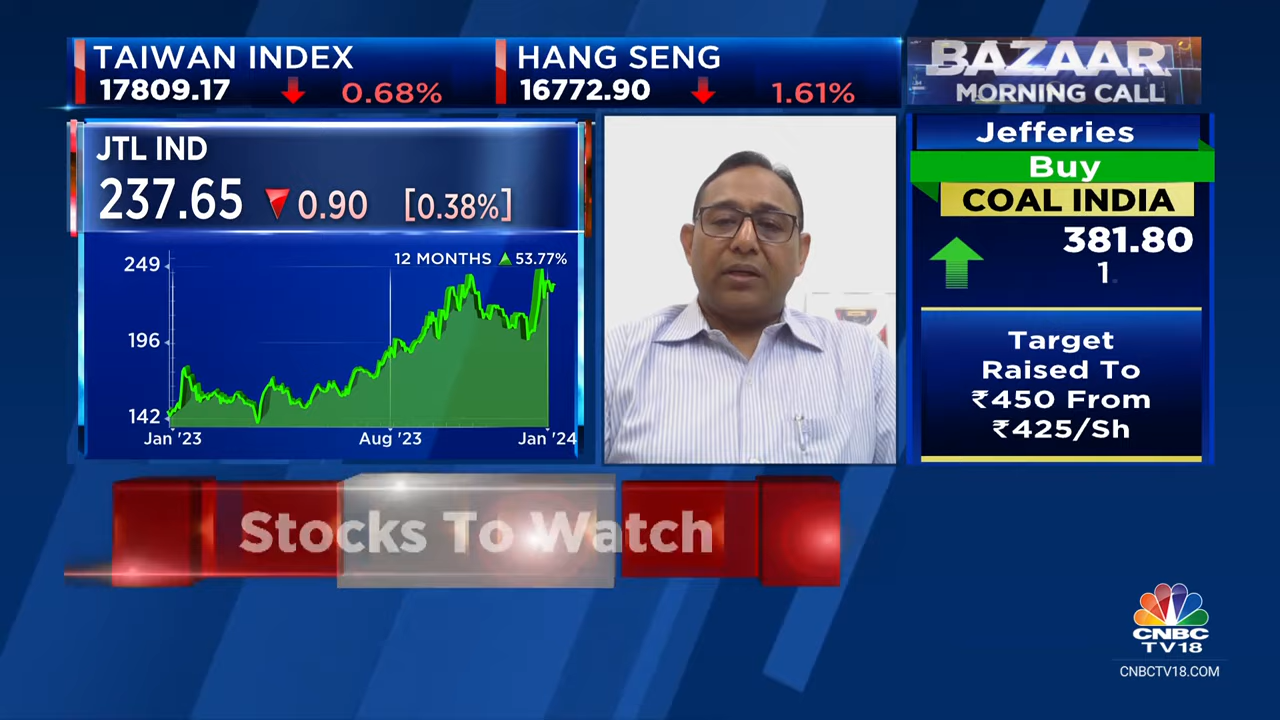 TAIWAN INDEX
17809.17 0.68%
HANG SENG
16772.90 1.61%
BAZAAR
MORNING CALL
JTL IND
237.65 0.90 [0.38%]
12 MONTHS 53.77%
249
196
142
Jan '23 Aug '23 Jan '24
Jefferies
Buy
COAL INDIA
381.80
1.
Target
Raised To
₹450 From
₹425/Sh
Stocks To Watch
CNBC
TV18
CNBCTV18.COM